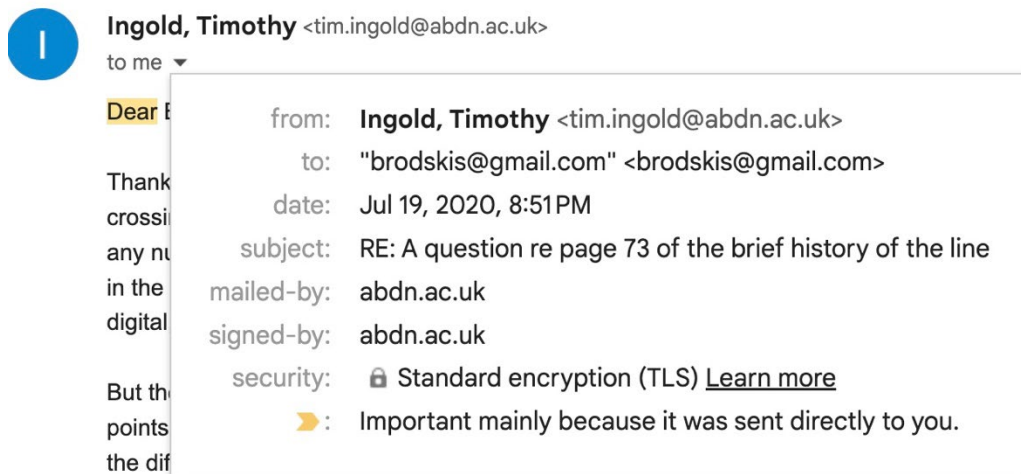 I
Ingold, Timothy <tim.ingold@abdn.ac.uk>
to me
Dear
from: Ingold, Timothy <tim.ingold@abdn.ac.uk>
to: "brodskis@gmail.com" <brodskis@gmail.com>
Thank
date: Jul 19, 2020, 8:51 PM
crossi
subject: RE: A question re page 73 of the brief history of the line
any nu
mailed-by: abdn.ac.uk
in the
signed-by: abdn.ac.uk
digital
security: Standard encryption (TLS) Learn more
But th
: Important mainly because it was sent directly to you.
points
the dif